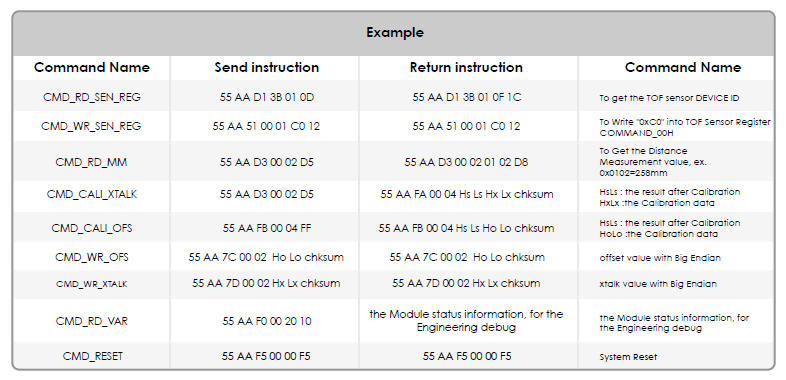 Example
Command Name Send instruction Return instruction Command Name
CMD_RD_SEN_REG 55 AA D1 3B 01 0D 55 AA D1 3B 01 0F 1C To get the TOF sensor DEVICE ID
CMD_WR_SEN_REG 55 AA 51 00 01 C0 12 55 AA 51 00 01 C0 12 To Write "0xC0" into TOF Sensor Register
COMMAND_00H
CMD_RD_MM 55 AA D3 00 02 D5 55 AA D3 00 02 01 02 D8 To Get the Distance
Measurement value, ex.
0x0102=258mm
CMD_CALI_XTALK 55 AA D3 00 02 D5 55 AA FA 00 04 Hs Ls Hx Lx chksum HsLs : the result after Calibration
HxLx :the Calibration data
CMD_CALI_OFS 55 AA FB 00 04 FF 55 AA FB 00 04 Hs Ls Ho Lo chksum HsLs : the result after Calibration
HoLo :the Calibration data
CMD_WR_OFS 55 AA 7C 00 02 Ho Lo chksum 55 AA 7C 00 02 Ho Lo chksum offset value with Big Endian
CMD_WR_XTALK 55 AA 7D 00 02 Hx Lx chksum 55 AA 7D 00 02 Hx Lx chksum xtalk value with Big Endian
CMD_RD_VAR 55 AA F0 00 20 10 the Module status information, for the
Engineering debug the Module status information, for
the Engineering debug
CMD_RESET 55 AA F5 00 00 F5 55 AA F5 00 00 F5 System Reset